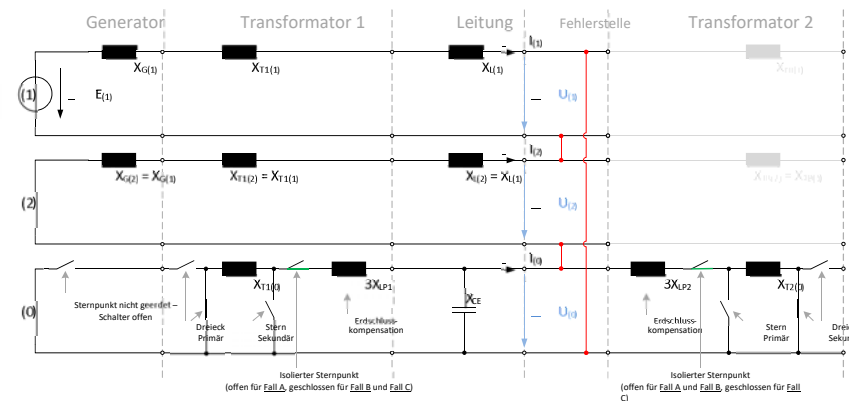 Generator Transformator 1 Leitung Fehlerstelle Transformator 2
I(1)
XG(1) XT1(1) XL(1)
(1) E(1) U(1)
I(2)
XG(2) = XG(1) XT1(2) = XT1(1) XL(2) = XL(1)
(2) U(2)
I(0)
XT1(0) 3XLP1 XCE 3XLP2 XT2(0)
(0) U(0)
Sternpunkt nicht geerdet –
Schalter offen
Dreieck
Primär
Stern
Sekundär
Erdschluss-
kompensation
Erdschluss-
kompensation
Stern
Primär
Isolierter Sternpunkt
(offen für Fall A, geschlossen für Fall B und Fall C)
Isolierter Sternpunkt
(offen für Fall A und Fall B, geschlossen für Fall
C)